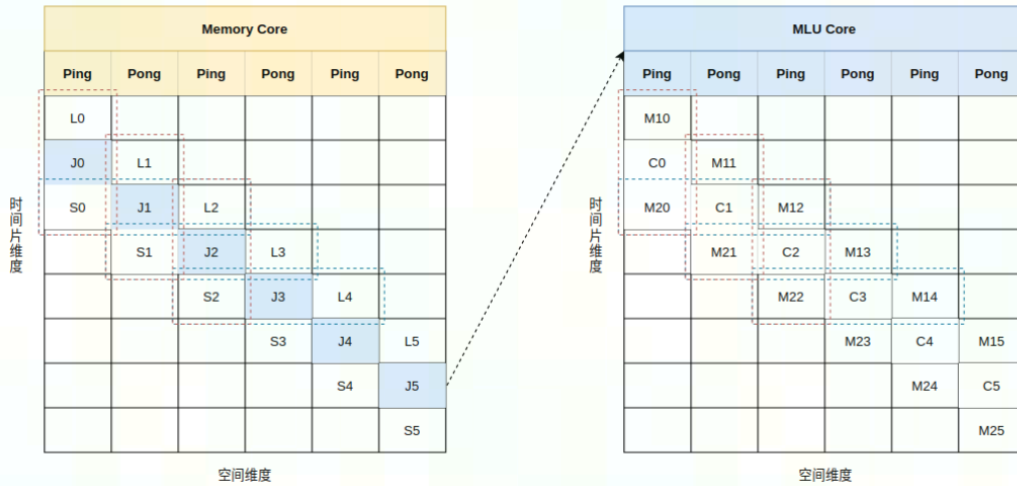 Memory Core
Ping Pong Ping Pong Ping Pong
L0
J0 L1
S0 J1 L2
S1 J2 L3
S2 J3 L4
S3 J4 L5
S4 J5
S5
时间片维度
空间维度
MLU Core
Ping Pong Ping Pong Ping Pong
M10
C0 M11
M20 C1 M12
M21 C2 M13
M22 C3 M14
M23 C4 M15
M24 C5
M25
时间片维度
空间维度